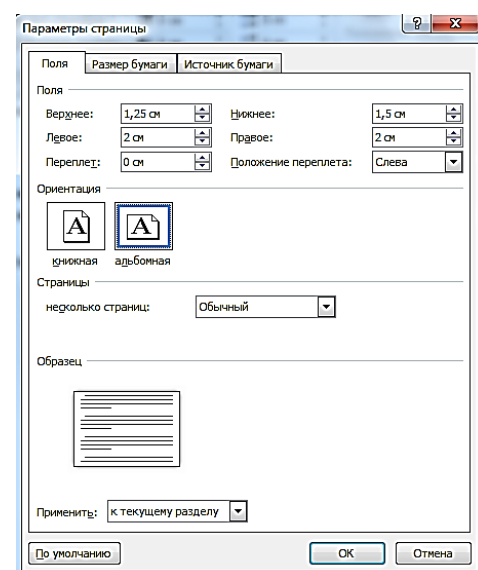 Параметры страницы
Поля Размер бумаги Источник бумаги
Поля
Верхнее: 1,25 см Нижнее: 1,5 см
Левое: 2 см Правое: 2 см
Переплет: 0 см Положение переплета: Слева
Ориентация
A A
книжная альбомная
Страницы
несколько страниц: Обычный
Образец
Применить: к текущему разделу
По умолчанию ОК Отмена